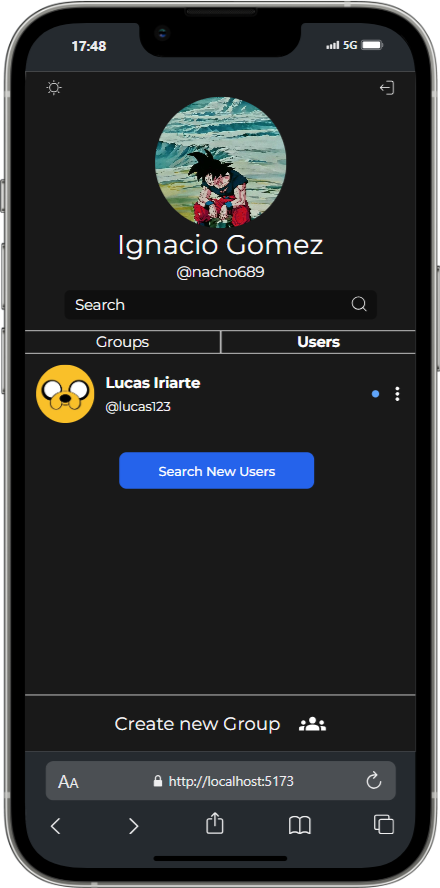 17:48
5G
Ignacio Gomez
@nacho689
Search
Groups
Users
Lucas Iriarte
@lucas123
Search New Users
Create new Group
AA
http://localhost:5173